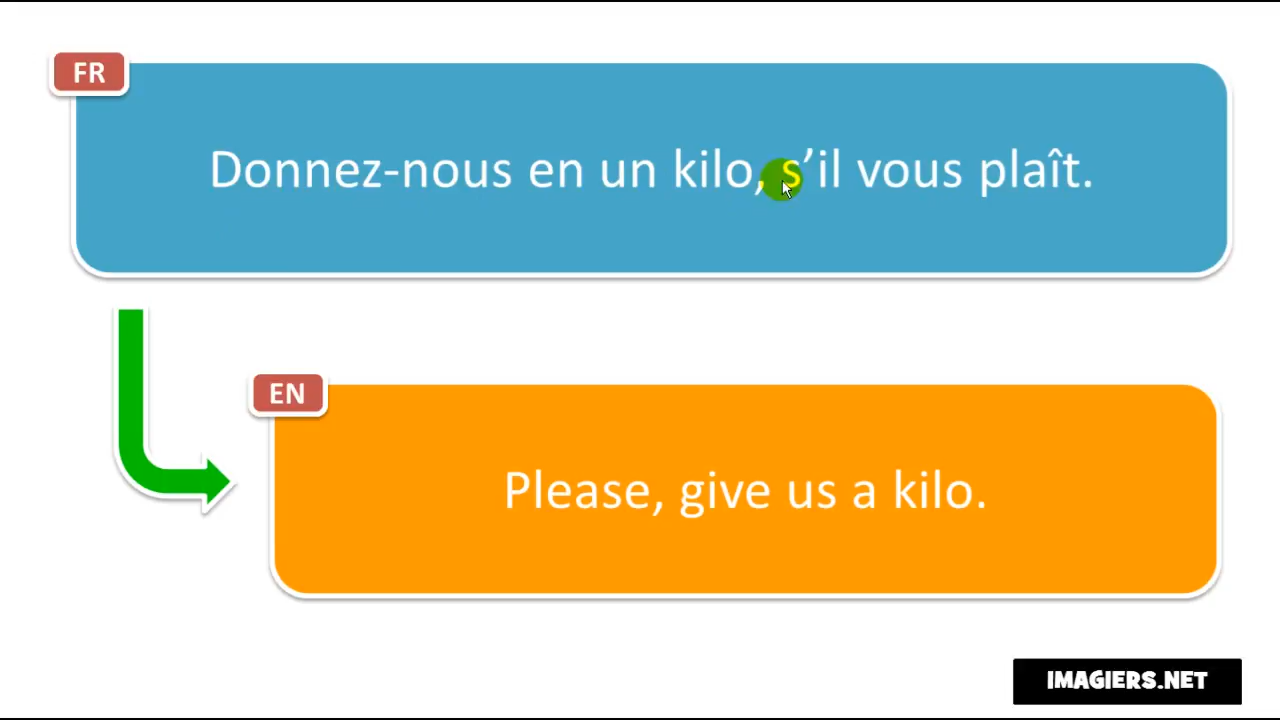 FR
Donnez-nous en un kilo, s’il vous plaît.
EN
Please, give us a kilo.
IMAGIERS.NET